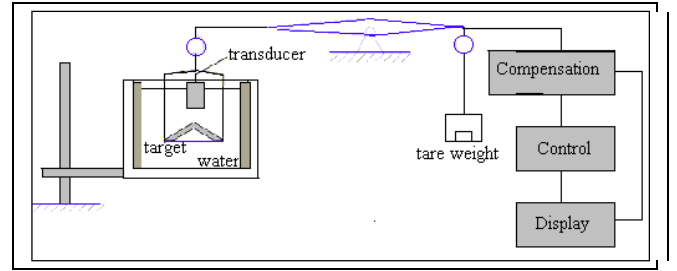 transducer
Compensation
target
water
tare weight
Control
Display